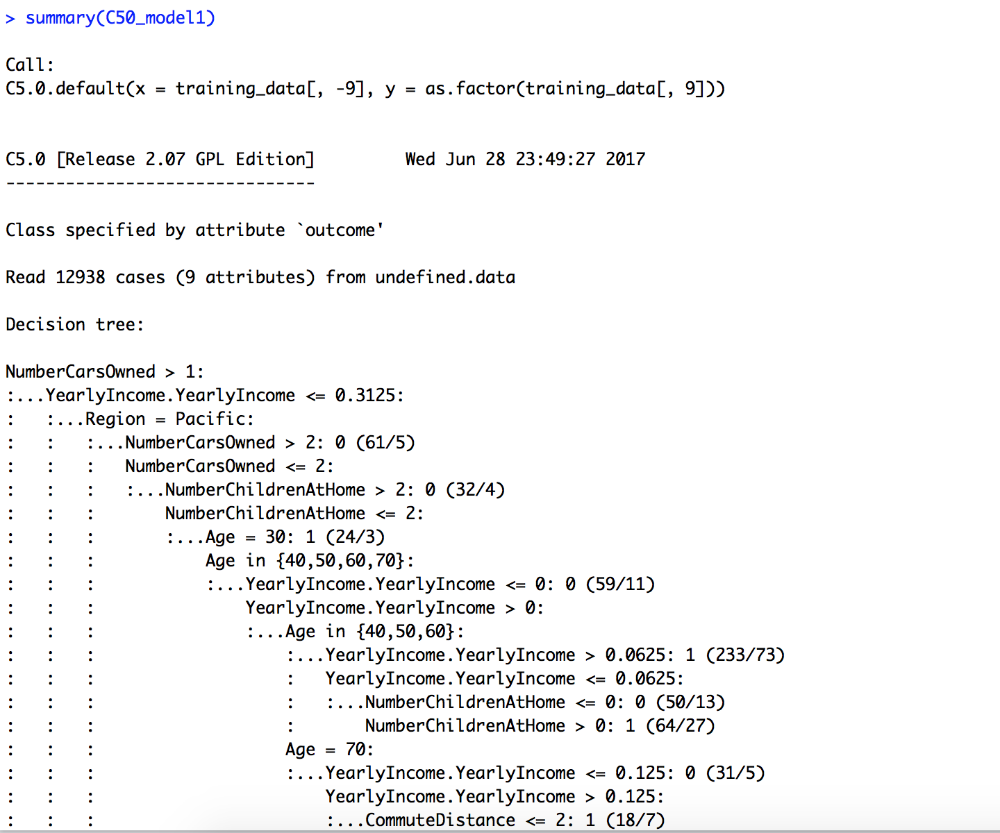 > summary(C50_model1)
Call:
C5.0.default(x = training_data[, -9], y = as.factor(training_data[, 9]))
C5.0 [Release 2.07 GPL Edition]         Wed Jun 28 23:49:27 2017
-------------------------------
Class specified by attribute `outcome'
Read 12938 cases (9 attributes) from undefined.data
Decision tree:
NumberCarsOwned > 1:
:...YearlyIncome.YearlyIncome <= 0.3125:
:   :...Region = Pacific:
:   :   :...NumberCarsOwned > 2: 0 (61/5)
:   :   :   NumberCarsOwned <= 2:
:   :   :   :...NumberChildrenAtHome > 2: 0 (32/4)
:   :   :       NumberChildrenAtHome <= 2:
:   :   :       :...Age = 30: 1 (24/3)
:   :   :           Age in {40,50,60,70}:
:   :   :           :...YearlyIncome.YearlyIncome <= 0: 0 (59/11)
:   :   :               YearlyIncome.YearlyIncome > 0:
:   :   :               :...Age in {40,50,60}:
:   :   :                   :...YearlyIncome.YearlyIncome > 0.0625: 1 (233/73)
:   :   :                   :   YearlyIncome.YearlyIncome <= 0.0625:
:   :   :                   :   :...NumberChildrenAtHome <= 0: 0 (50/13)
:   :   :                   :       NumberChildrenAtHome > 0: 1 (64/27)
:   :   :                   Age = 70:
:   :   :                   :...YearlyIncome.YearlyIncome <= 0.125: 0 (31/5)
:   :   :                       YearlyIncome.YearlyIncome > 0.125:
:   :   :                       :...CommuteDistance <= 2: 1 (18/7)